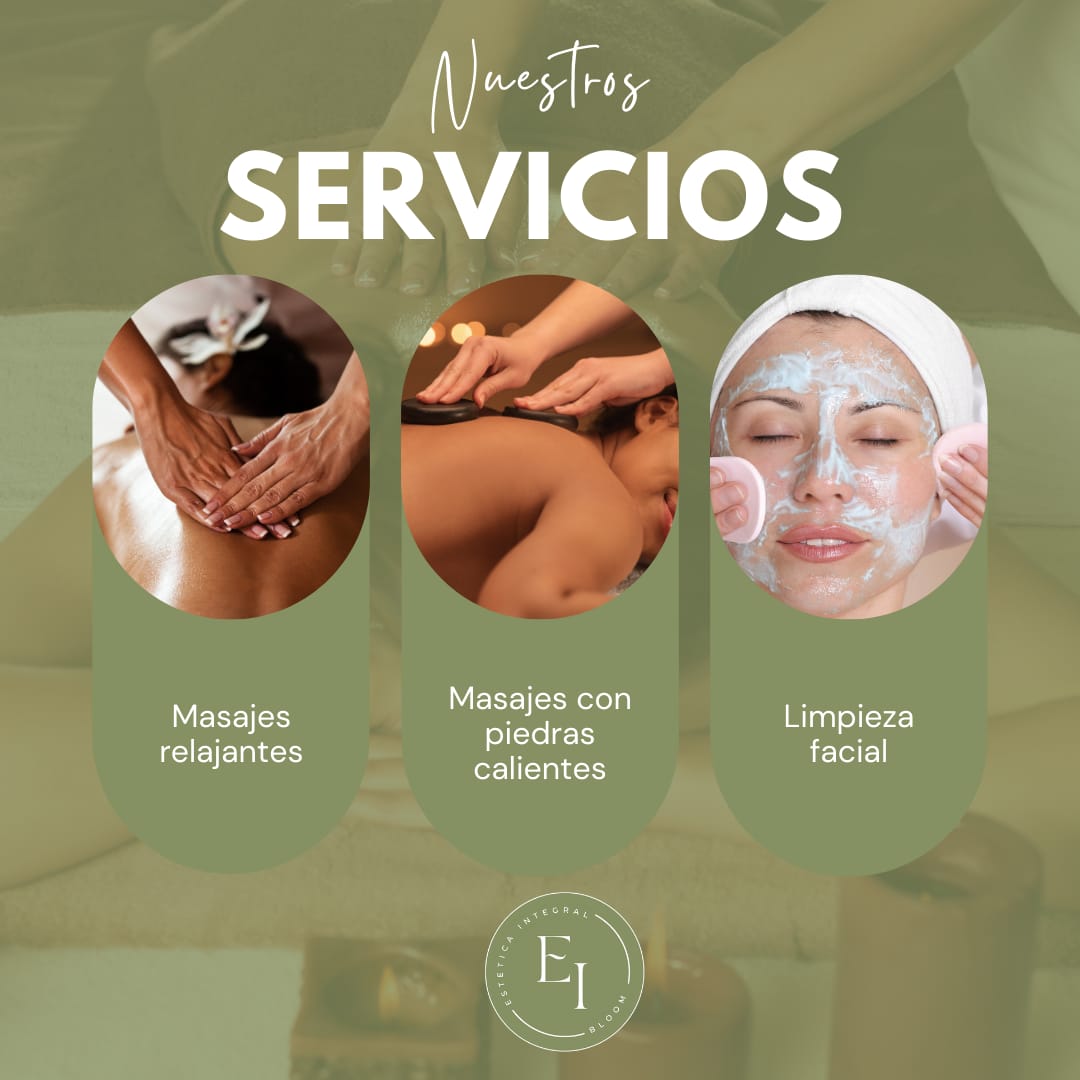 Nuestros
SERVICIOS
Masajes
relajantes
Masajes con
piedras
calientes
Limpieza
facial
ESTETICA INTEGRAL
EI
BLOOM